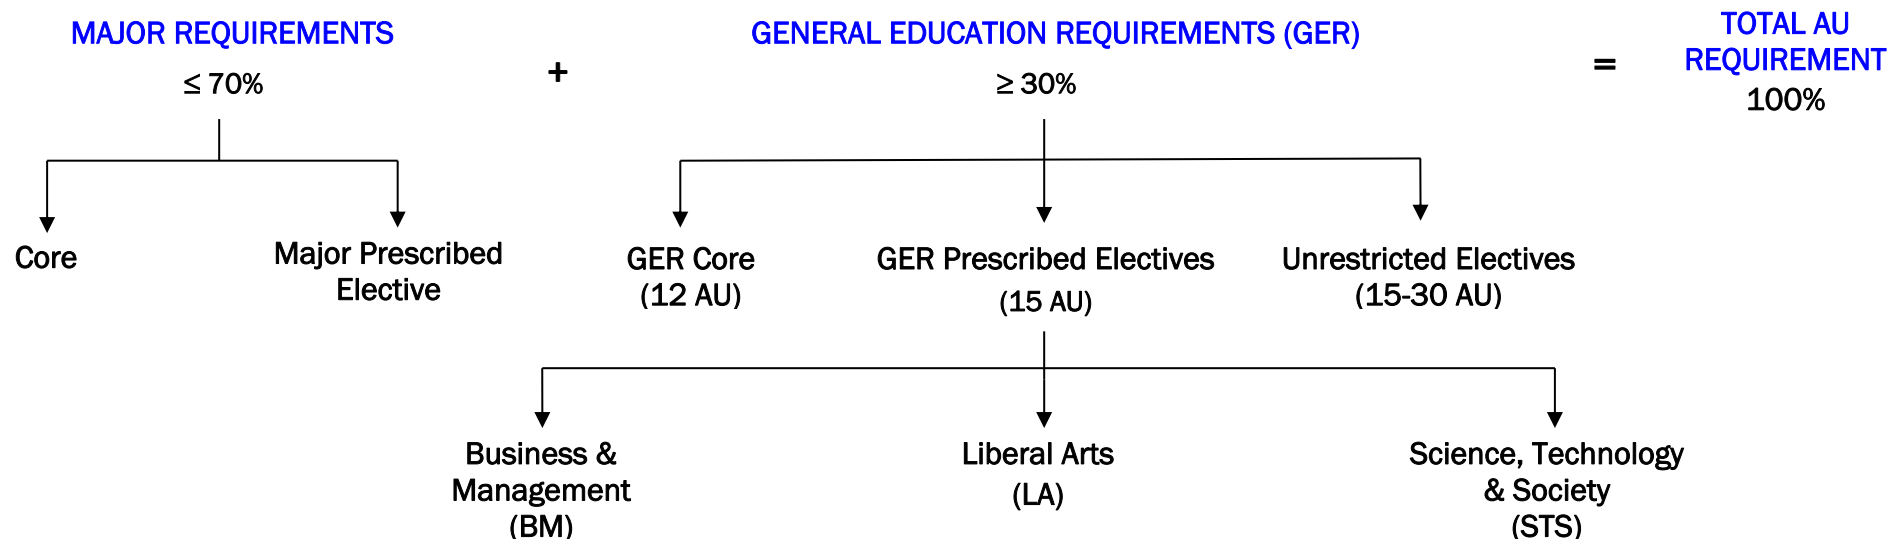 MAJOR REQUIREMENTS
≤ 70%
+
GENERAL EDUCATION REQUIREMENTS (GER)
≥ 30%
=
TOTAL AU
REQUIREMENT
100%
Core
Major Prescribed
Elective
GER Core
(12 AU)
GER Prescribed Electives
(15 AU)
Unrestricted Electives
(15-30 AU)
Business &
Management
(BM)
Liberal Arts
(LA)
Science, Technology
& Society
(STS)